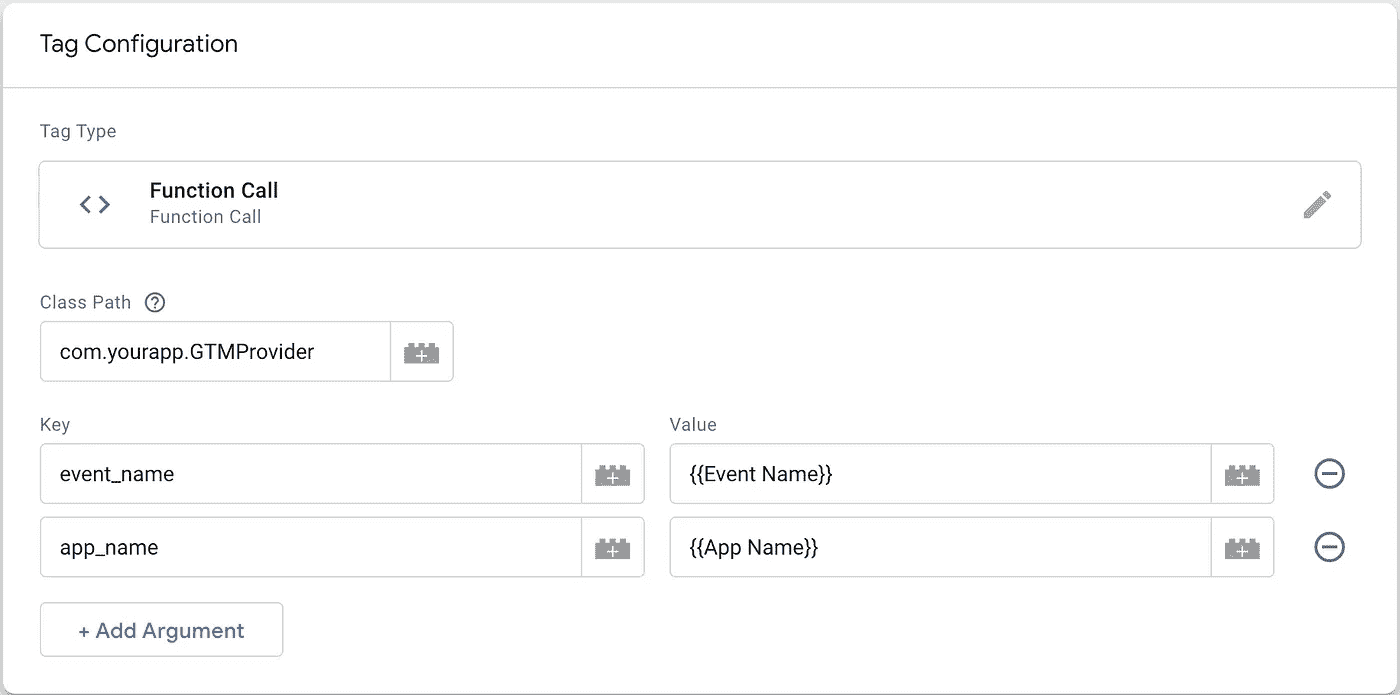 Tag Configuration
Tag Type
Function Call
Function Call
Class Path
com.yourapp.GTMProvider
Key Value
event_name {{Event Name}}
app_name {{App Name}}
+ Add Argument